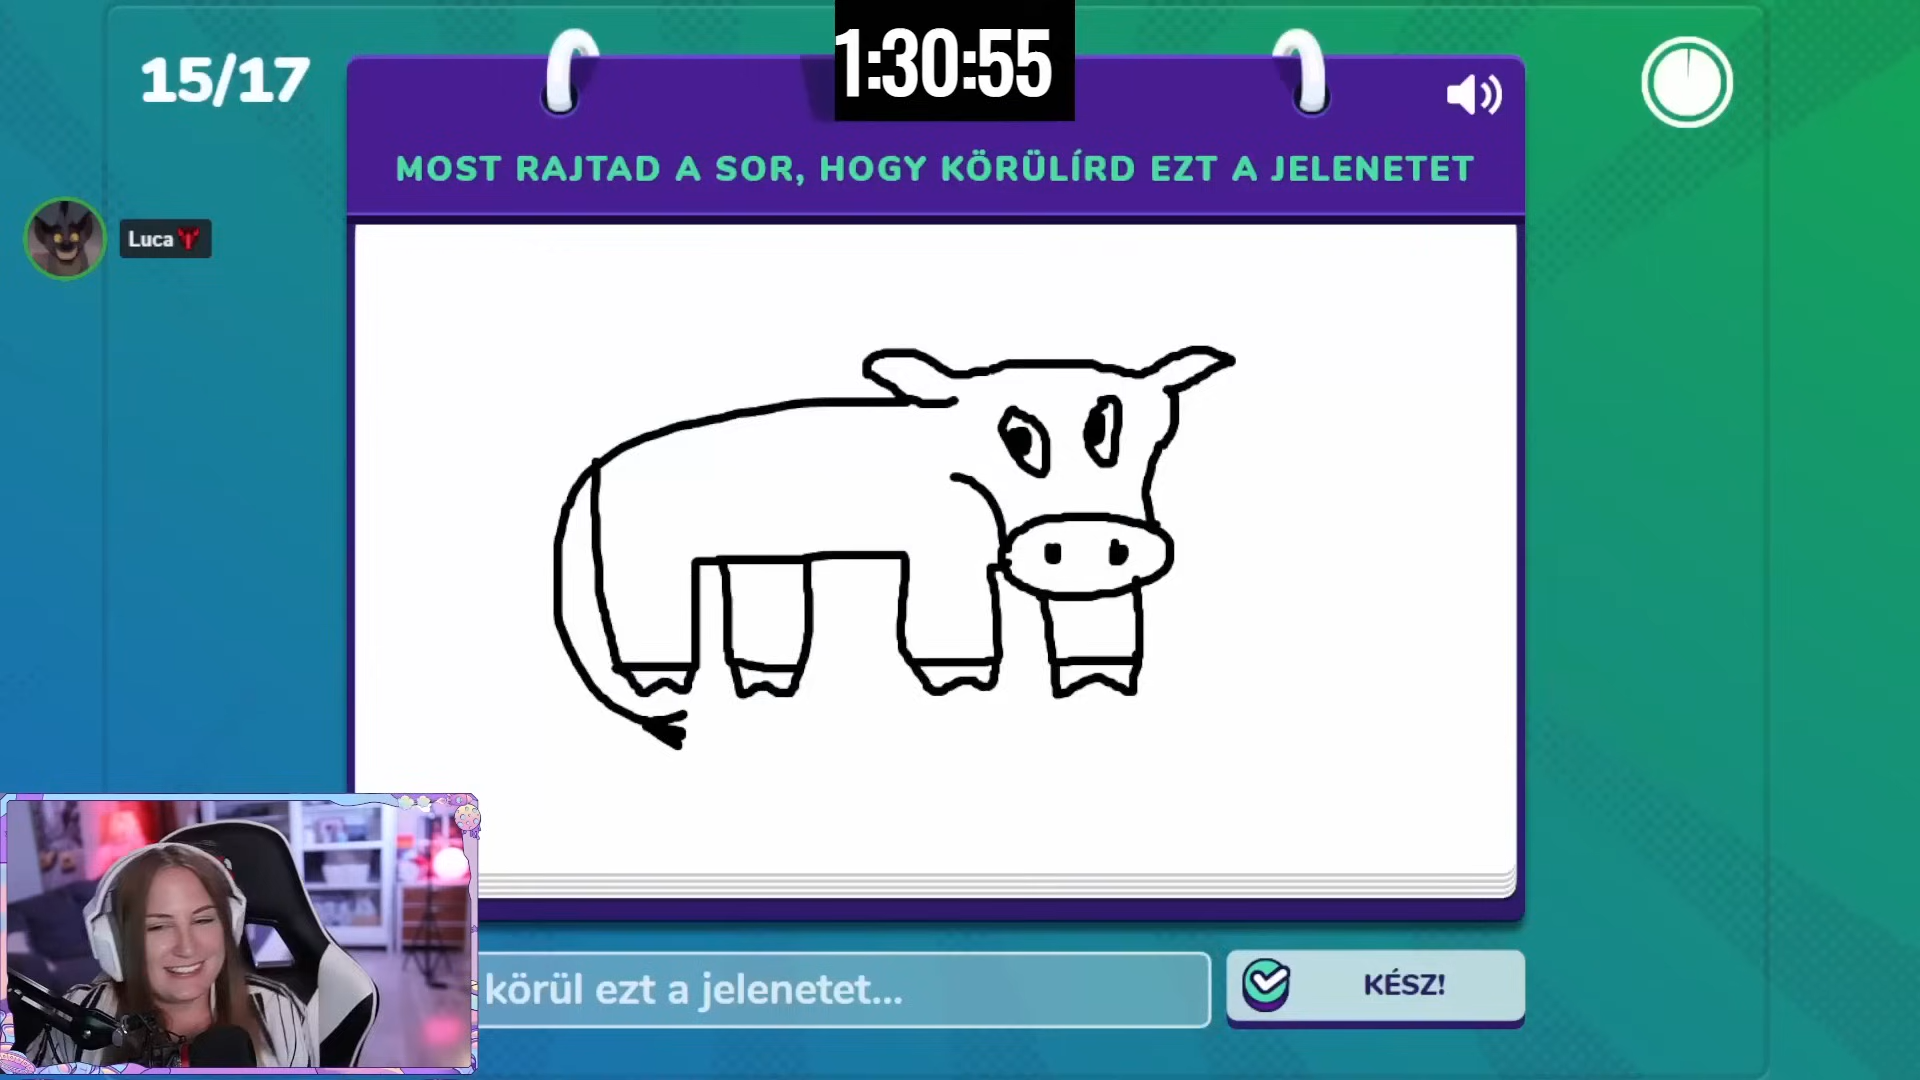 1:30:55
15/17
MOST RAJTAD A SOR, HOGY KÖRÜLÍRD EZT A JELENETET
Luca
körül ezt a jelenetet...
KÉSZ!